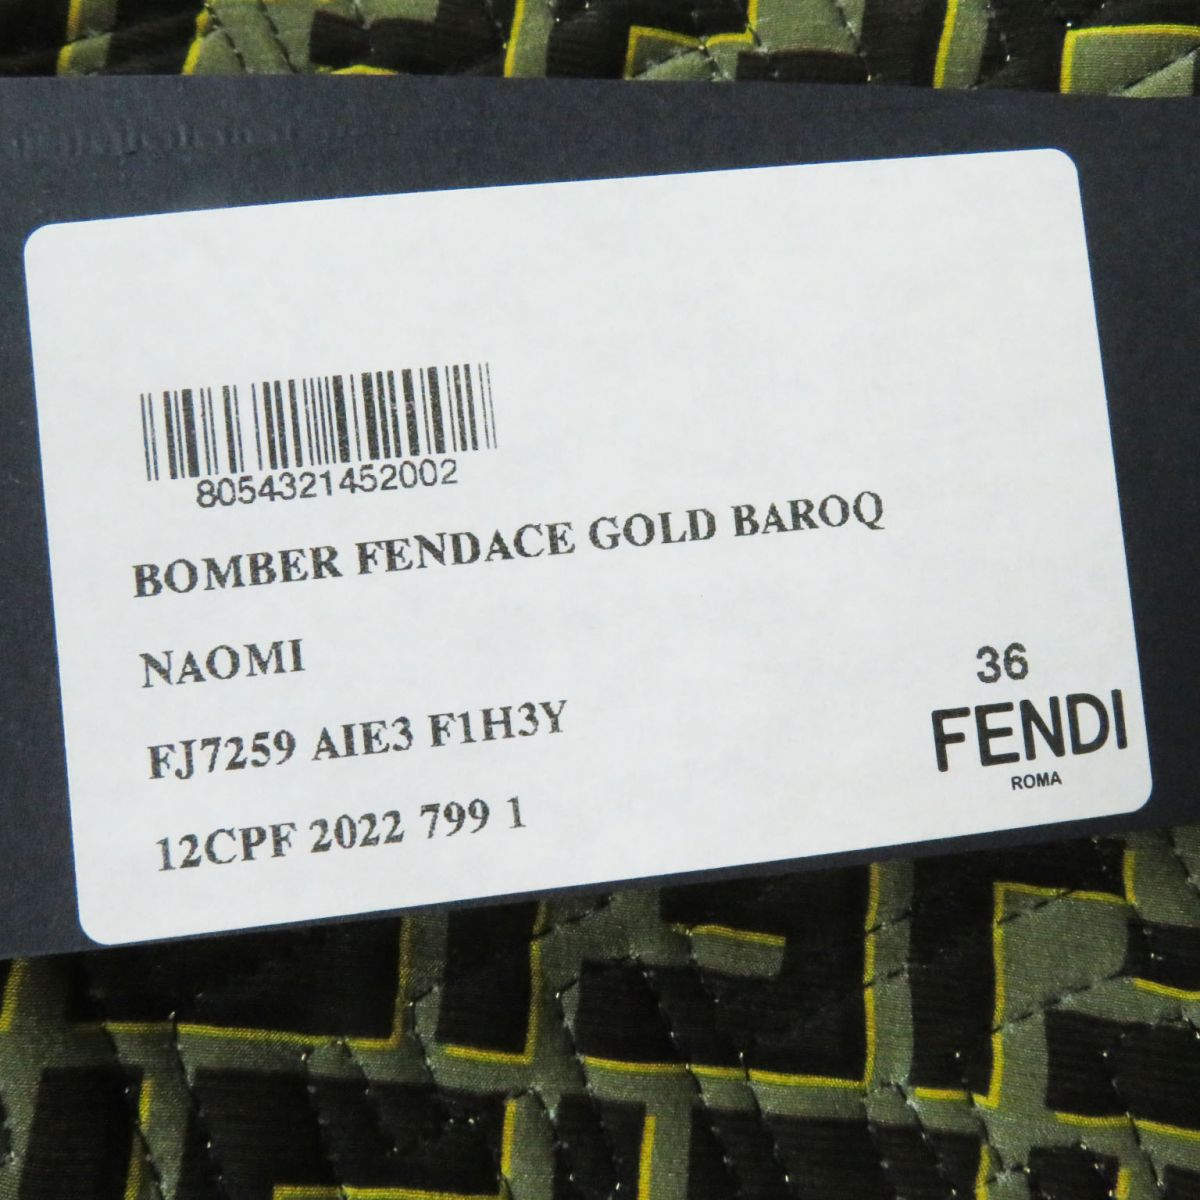 8054321452002
BOMBER FENDACE GOLD BAROQ
NAOMI
FJ7259 AIE3 F1H3Y
12CPF 2022 799 1
36
FENDI
ROMA